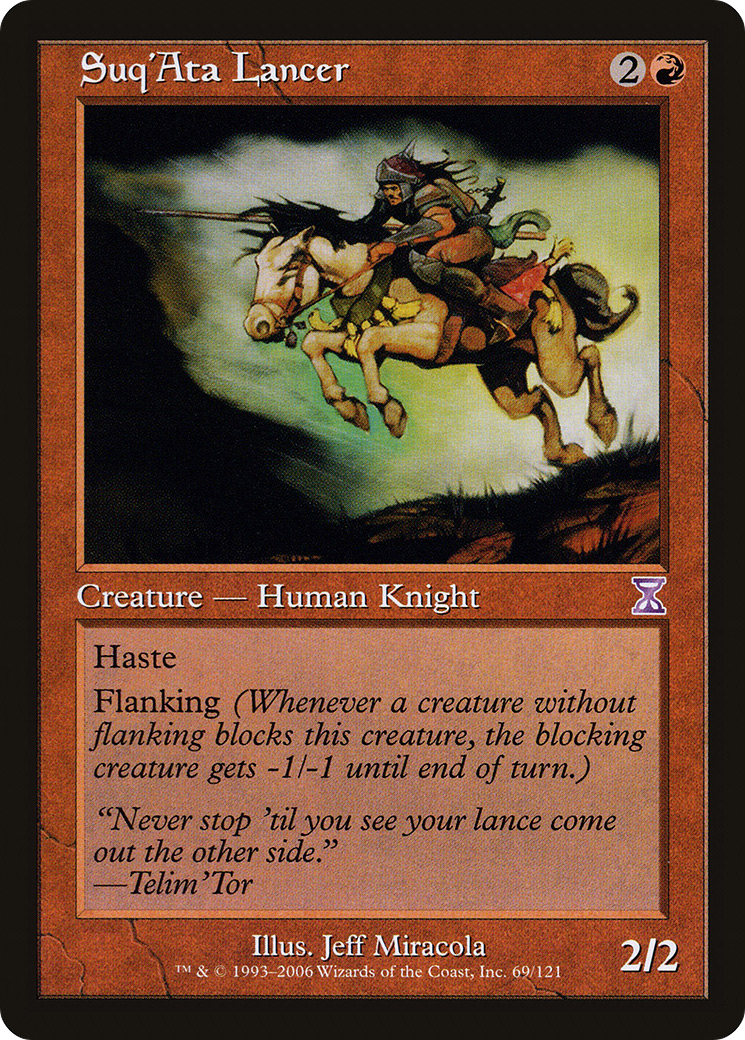 Suq'Ata Lancer 2
Creature — Human Knight
Haste
Flanking (Whenever a creature without
flanking blocks this creature, the blocking
creature gets -1/-1 until end of turn.)
“Never stop ’til you see your lance come
out the other side.”
—Telim’Tor
Illus. Jeff Miracola
™ & © 1993–2006 Wizards of the Coast, Inc. 69/121
2/2